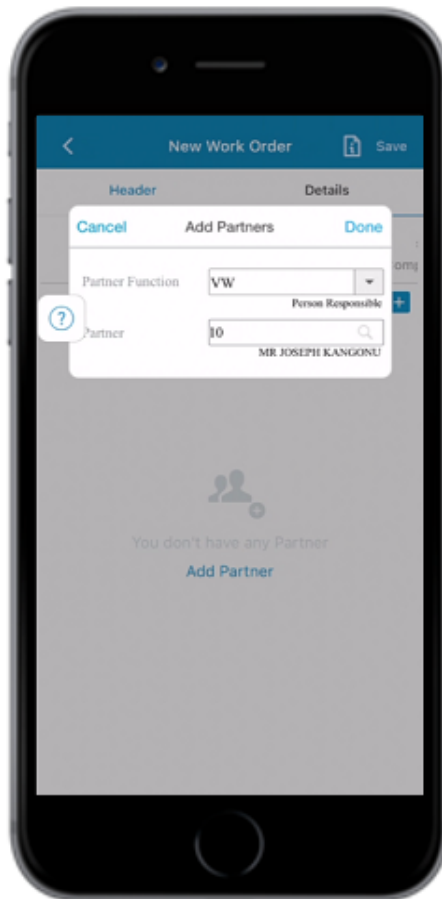 New Work Order Save
Header Details
Cancel Add Partners Done
Partner Function VW
Person Responsible
Partner 10
MR JOSEPH KANGONU
You don't have any Partner
Add Partner